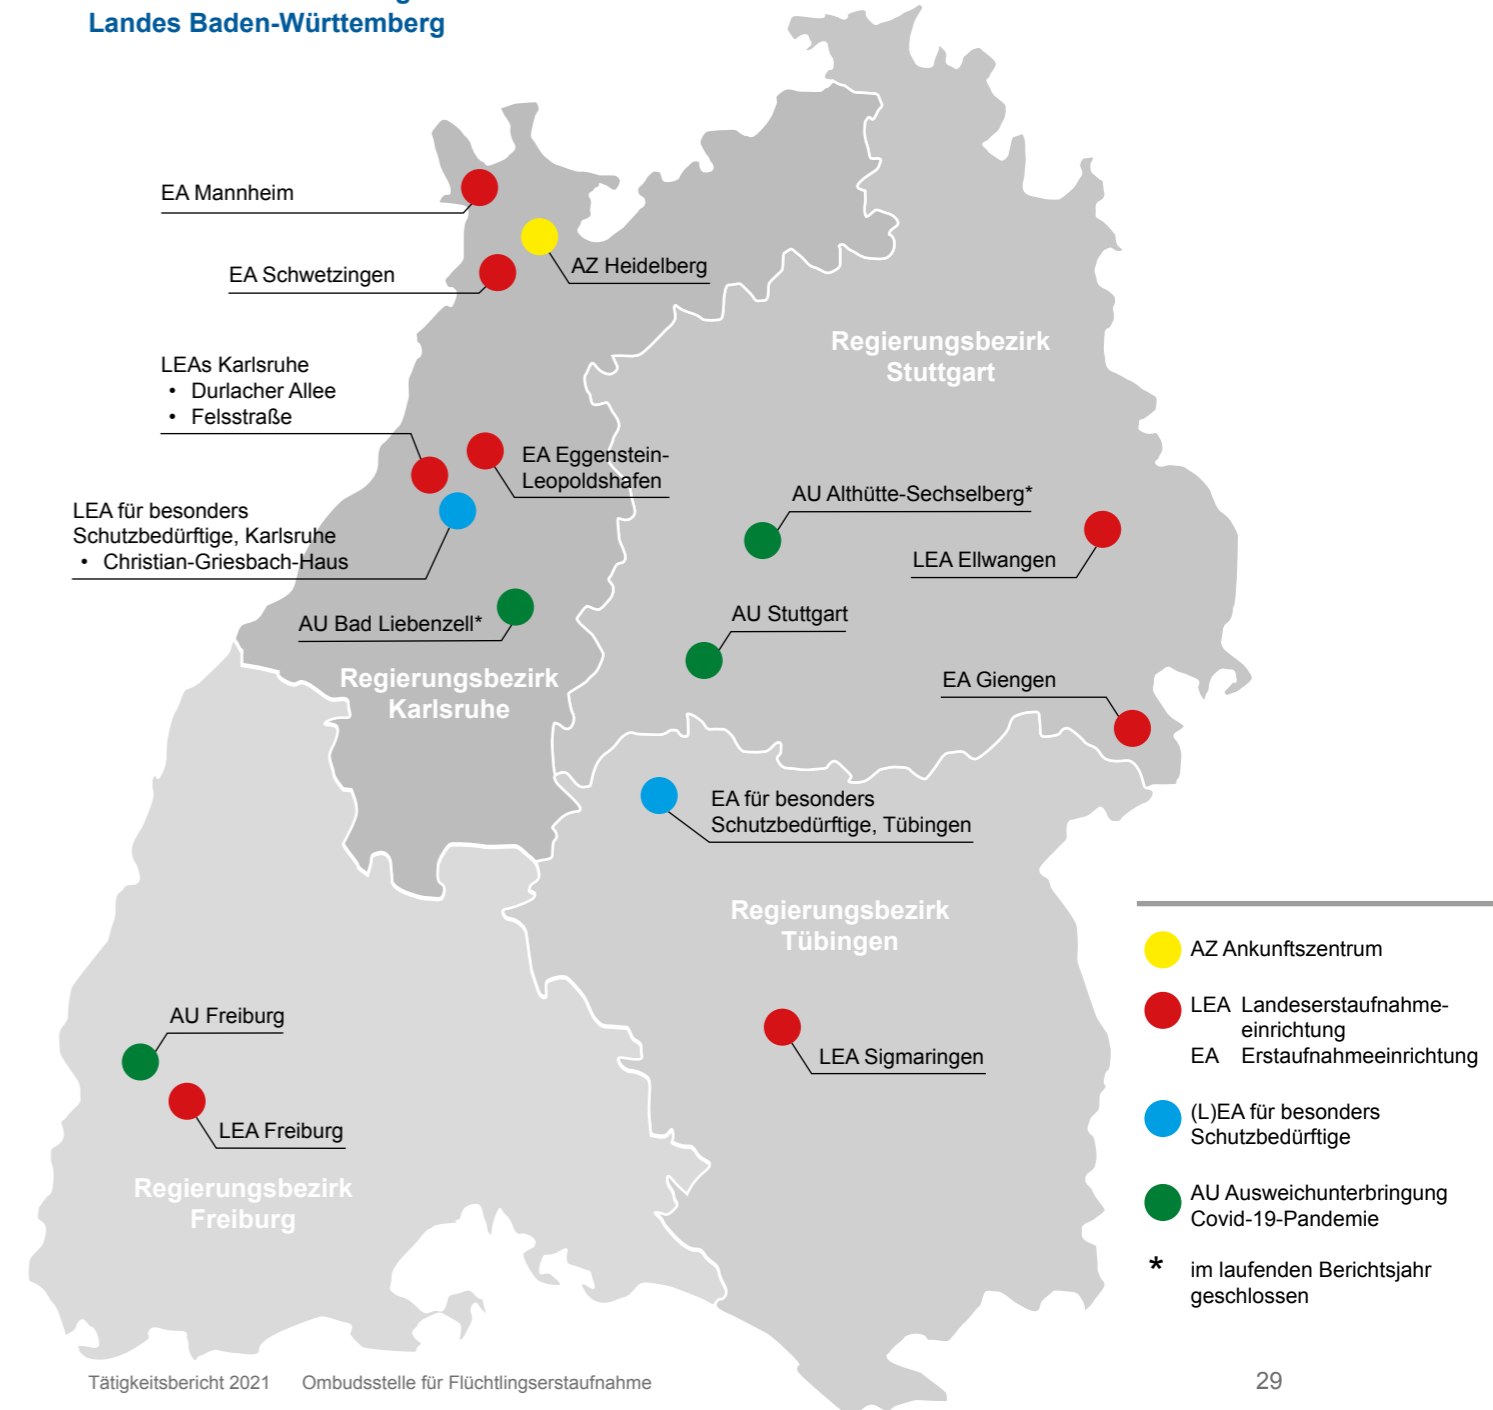 Landes Baden-Württemberg
EA Mannheim
AZ Heidelberg
EA Schwetzingen
Regierungsbezirk
Stuttgart
LEAs Karlsruhe
• Durlacher Allee
• Felsstraße
EA Eggenstein-
Leopoldshafen
AU Althütte-Sechselberg*
LEA für besonders
Schutzbedürftige, Karlsruhe
• Christian-Griesbach-Haus
LEA Ellwangen
AU Bad Liebenzell*
AU Stuttgart
Regierungsbezirk
Karlsruhe
EA Giengen
EA für besonders
Schutzbedürftige, Tübingen
Regierungsbezirk
Tübingen
AU Freiburg
LEA Sigmaringen
LEA Freiburg
Regierungsbezirk
Freiburg
AZ Ankunftszentrum
LEA Landeserstaufnahme-
einrichtung
EA Erstaufnahmeeinrichtung
(L)EA für besonders
Schutzbedürftige
AU Ausweichunterbringung
Covid-19-Pandemie
* im laufenden Berichtsjahr
geschlossen
Tätigkeitsbericht 2021 Ombudsstelle für Flüchtlingserstaufnahme
29